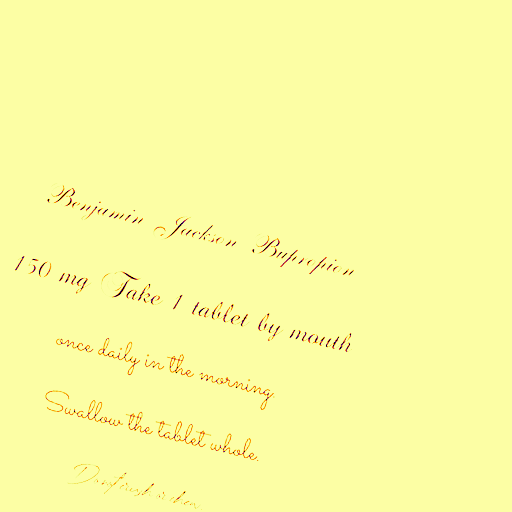 Benjamin Jackson Bupropion
150 mg Take 1 tablet by mouth
once daily in the morning
Swallow the tablet whole.